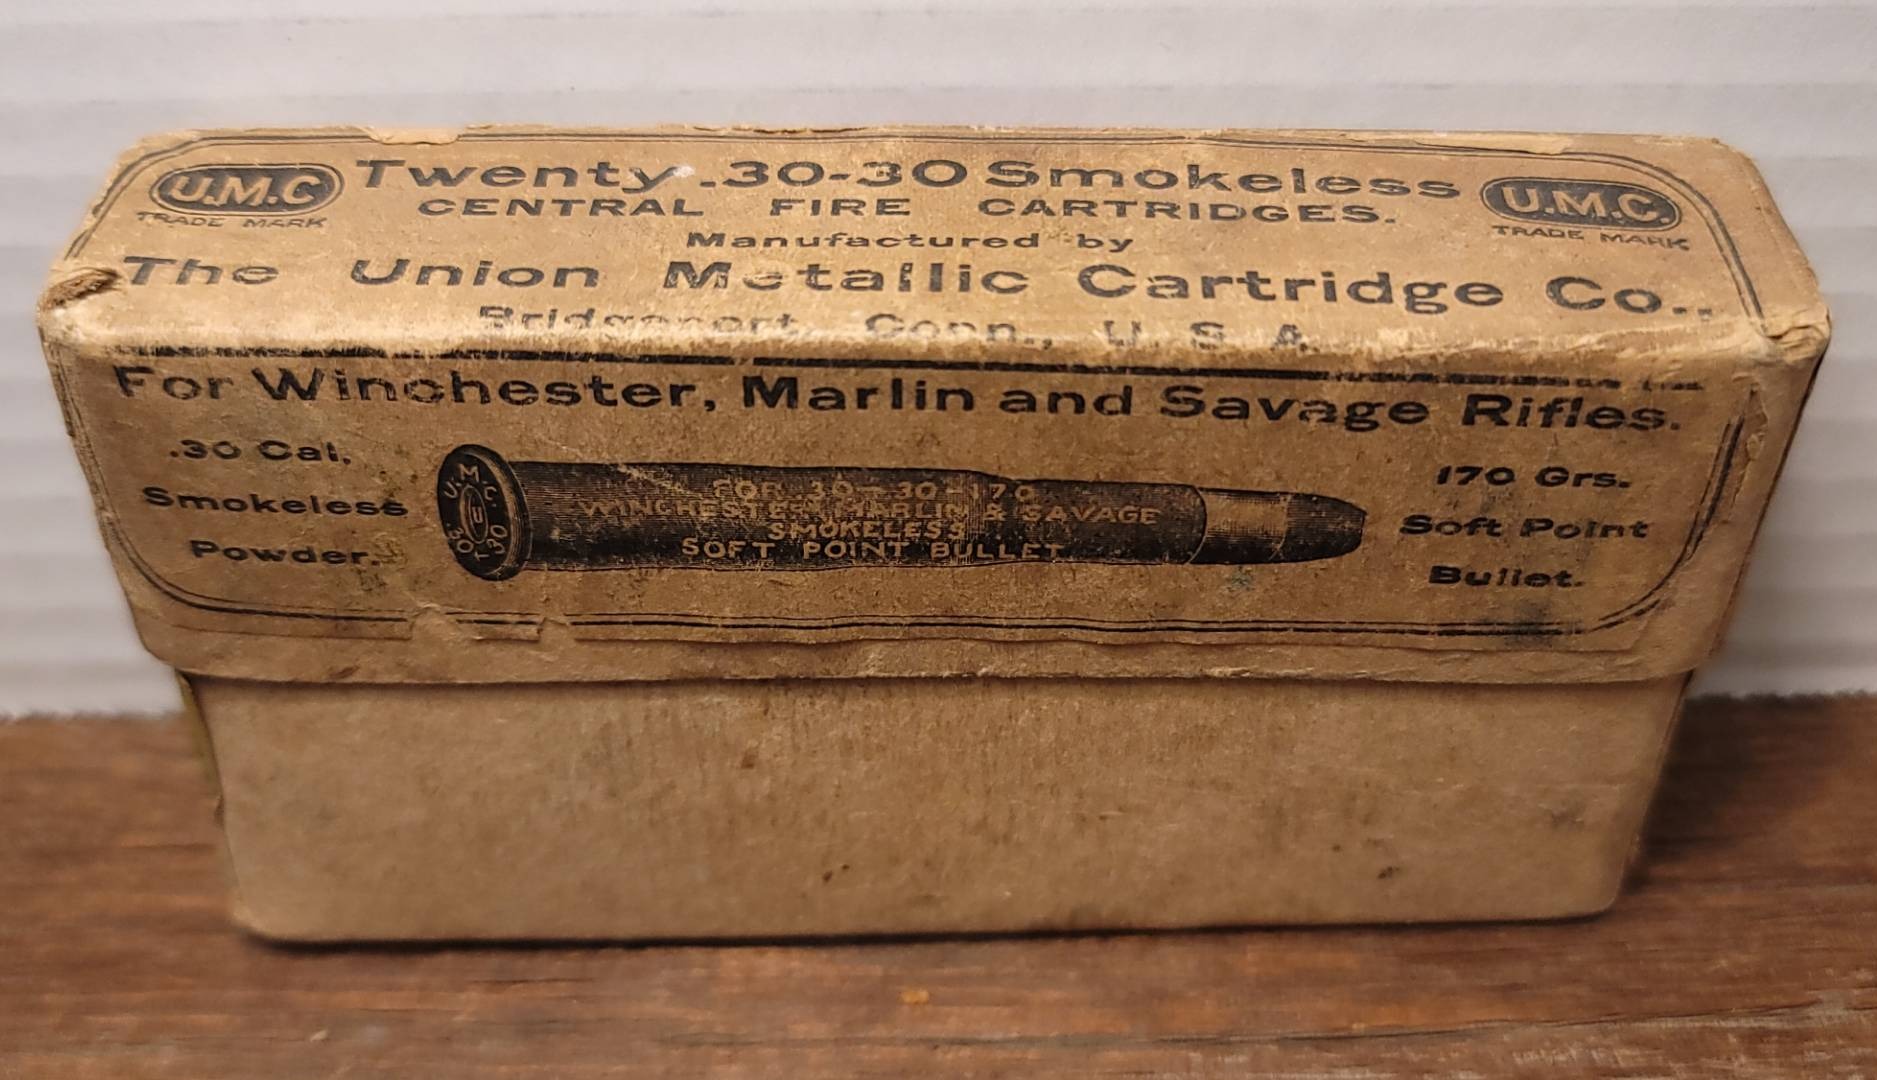 U.M.C
TRADE MARK
Twenty .30-30 Smokeless
CENTRAL FIRE CARTRIDGES.
U.M.C.
TRADE MARK
Manufactured by
The Union Metallic Cartridge Co.,
Bridgeport, Conn., U. S. A.
For Winchester, Marlin and Savage Rifles.
.30 Cal.
Smokeless
Powder.
U.M.C.
U
30-30
FOR 30-30-170
WINCHESTER, MARLIN & SAVAGE
SMOKELESS
SOFT POINT BULLET
170 Grs.
Soft Point
Bullet.